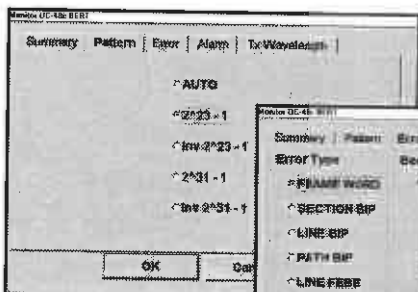 Monitor OC-48c BERT
Summary Pattern Error Alarm Tx Wavelength
AUTO
2^23 - 1
Inv 2^23 - 1
2^31 - 1
Inv 2^31 - 1
OK
Monitor OC-48c BERT
Summary Pattern
Error Type
FRAME WORD
SECTION BIP
LINE BIP
PATH BIP
LINE FEBE